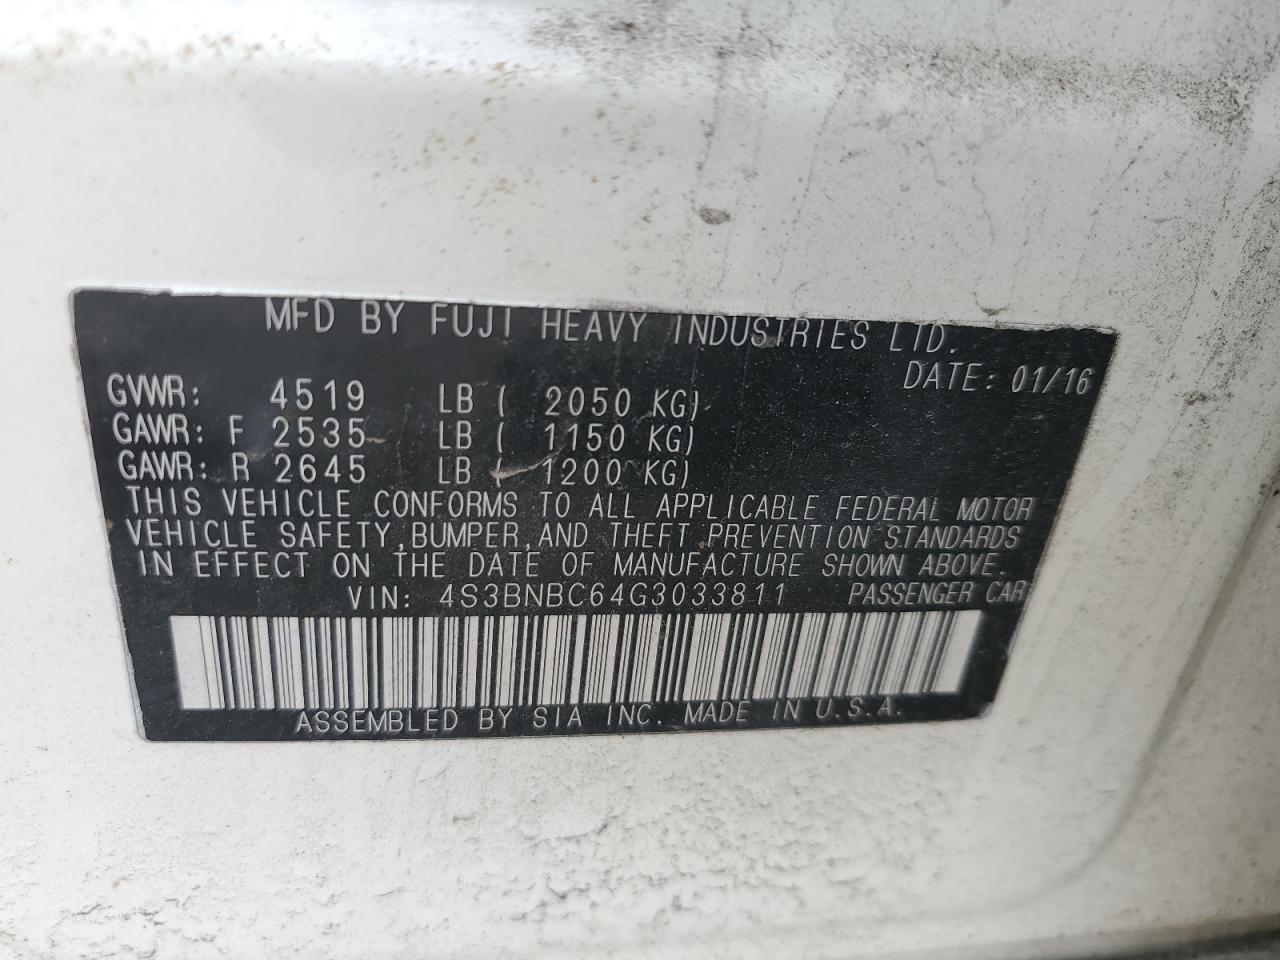 MFD BY FUJI HEAVY INDUSTRIES LTD.
DATE: 01/16
GVWR: 4519 LB ( 2050 KG)
GAWR: F 2535 LB ( 1150 KG)
GAWR: R 2645 LB ( 1200 KG)
THIS VEHICLE CONFORMS TO ALL APPLICABLE FEDERAL MOTOR
VEHICLE SAFETY, BUMPER, AND THEFT PREVENTION STANDARDS
IN EFFECT ON THE DATE OF MANUFACTURE SHOWN ABOVE.
VIN: 4S3BNBC64G3033811 PASSENGER CAR
ASSEMBLED BY SIA INC. MADE IN U.S.A.